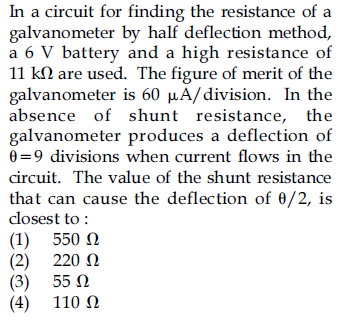 In a circuit for finding the resistance of a
galvanometer by half deflection method,
a 6 V battery and a high resistance of
11 kΩ are used. The figure of merit of the
galvanometer is 60 μA/division. In the
absence of shunt resistance, the
galvanometer produces a deflection of
θ=9 divisions when current flows in the
circuit. The value of the shunt resistance
that can cause the deflection of θ/2, is
closest to :
(1) 550 Ω
(2) 220 Ω
(3) 55 Ω
(4) 110 Ω